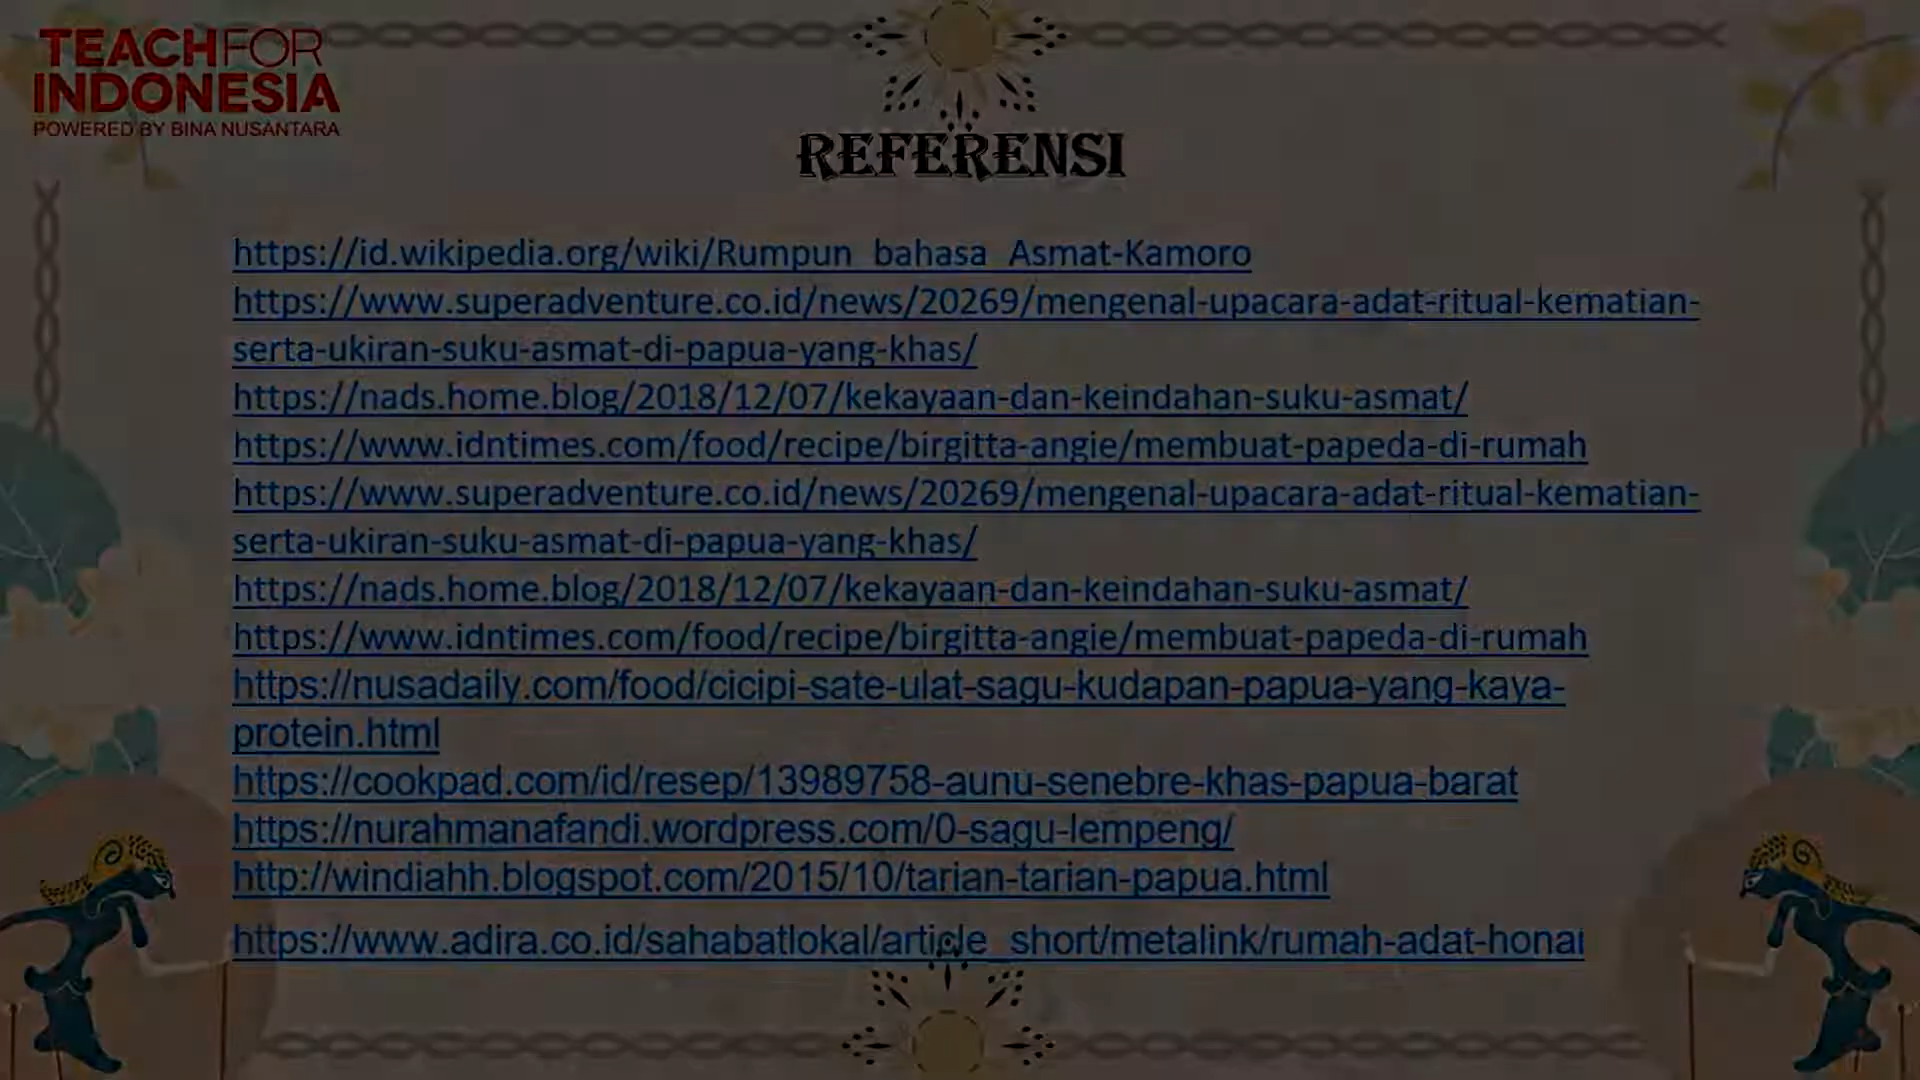 TEACHFOR
INDONESIA
POWERED BY BINA NUSANTARA
REFERENSI
https://id.wikipedia.org/wiki/Rumpun_bahasa_Asmat-Kamoro
https://www.superadventure.co.id/news/20269/mengenal-upacara-adat-ritual-kematian-
serta-ukiran-suku-asmat-di-papua-yang-khas/
https://nads.home.blog/2018/12/07/kekayaan-dan-keindahan-suku-asmat/
https://www.idntimes.com/food/recipe/birgitta-angie/membuat-papeda-di-rumah
https://www.superadventure.co.id/news/20269/mengenal-upacara-adat-ritual-kematian-
serta-ukiran-suku-asmat-di-papua-yang-khas/
https://nads.home.blog/2018/12/07/kekayaan-dan-keindahan-suku-asmat/
https://www.idntimes.com/food/recipe/birgitta-angie/membuat-papeda-di-rumah
https://nusadaily.com/food/cicipi-sate-ulat-sagu-kudapan-papua-yang-kaya-
protein.html
https://cookpad.com/id/resep/13989758-aunu-senebre-khas-papua-barat
https://nurahmanafandi.wordpress.com/0-sagu-lempeng/
http://windiahh.blogspot.com/2015/10/tarian-tarian-papua.html
https://www.adira.co.id/sahabatlokal/article_short/metalink/rumah-adat-honai